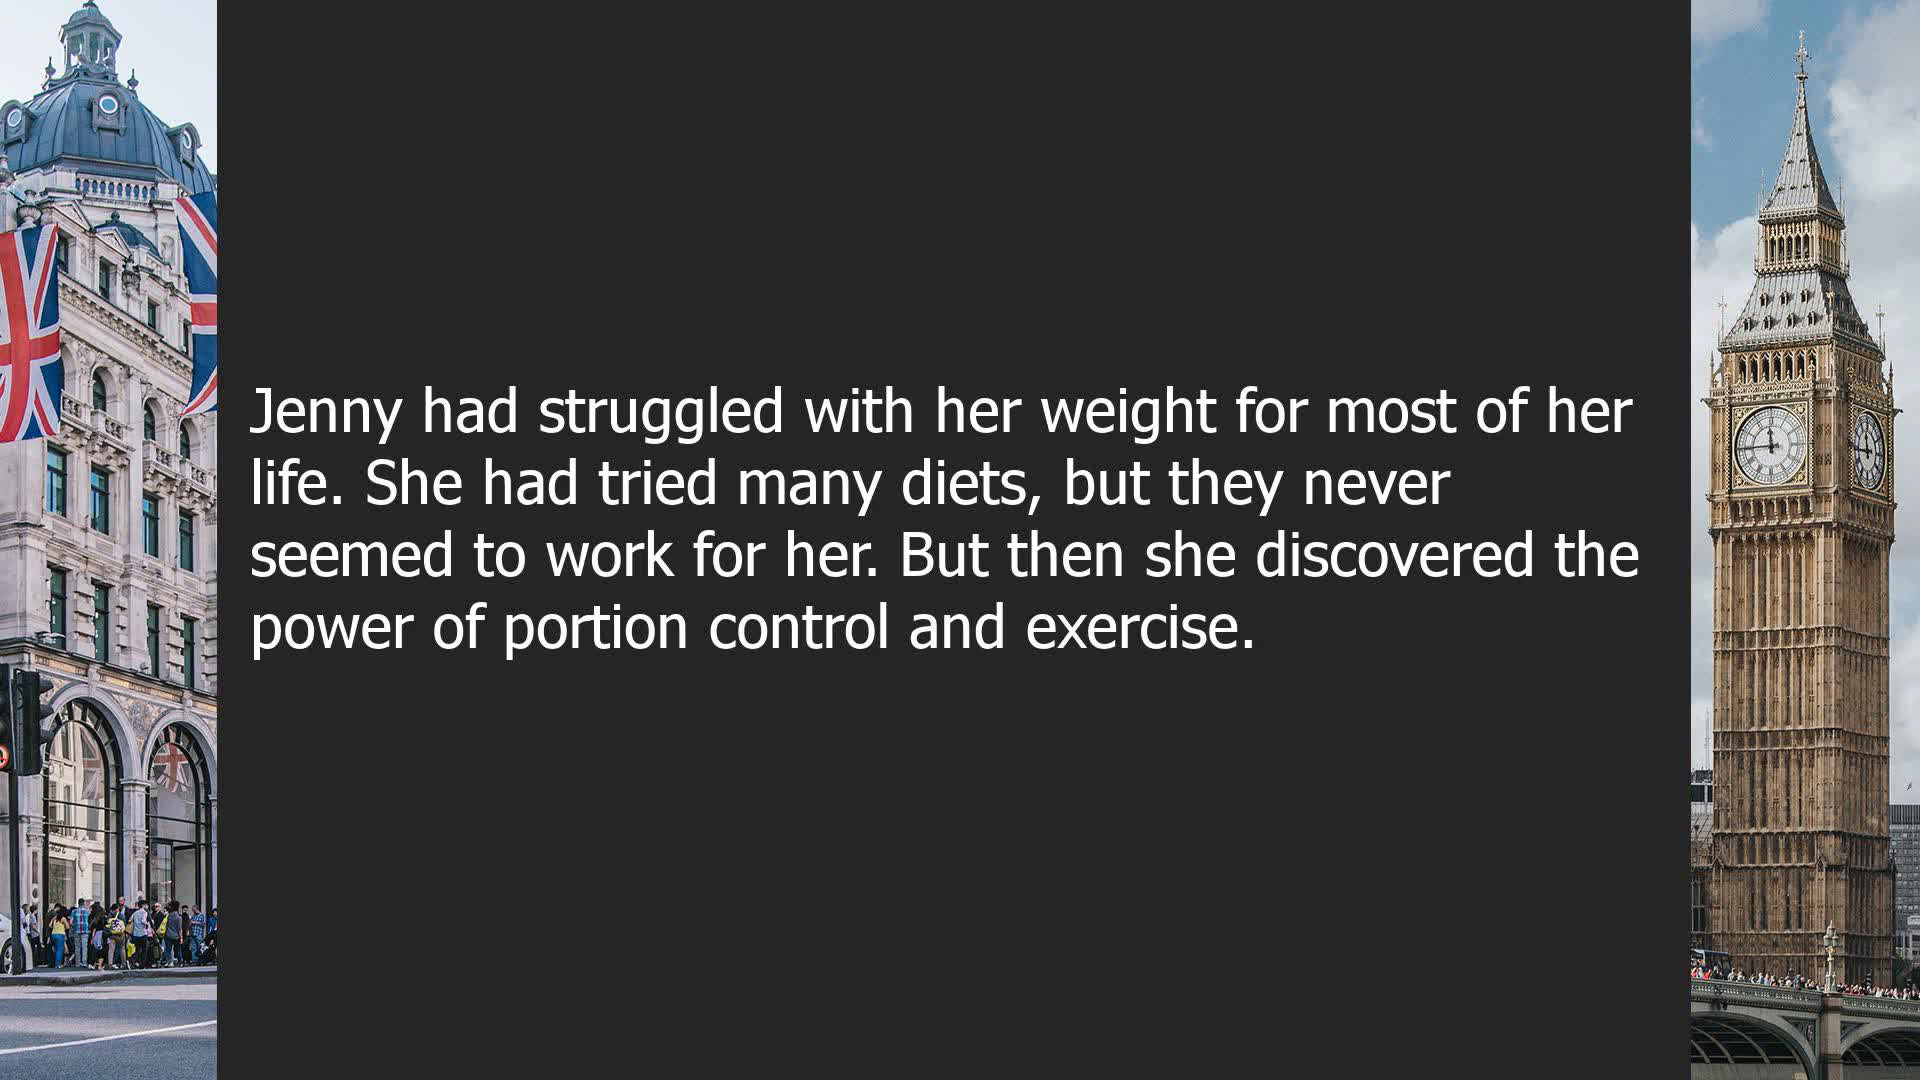 Jenny had struggled with her weight for most of her
life. She had tried many diets, but they never
seemed to work for her. But then she discovered the
power of portion control and exercise.